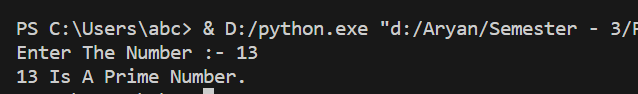 PS C:\Users\abc> & D:/python.exe "d:/Aryan/Semester - 3/
Enter The Number :- 13
13 Is A Prime Number.